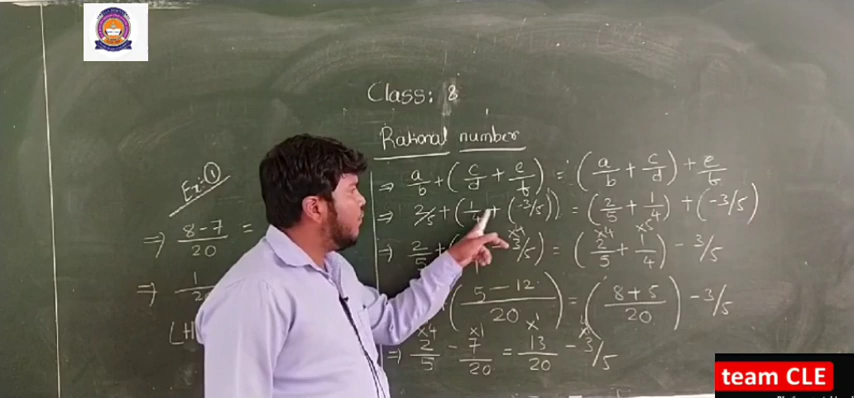 Class: 8
Rational number
Ex:①
⇒ a/b + (c/d + e/f) = (a/b + c/d) + e/f
⇒ 2/5 + (1/4 + (-3/5)) = (2/5 + 1/4) + (-3/5)
⇒ 2/5 + 3/5) = (2/5 + 1/4) - 3/5
(5 - 12 / 20) = (8 + 5 / 20) - 3/5
⇒ 2/5 - 7/20 = 13/20 - 3/5
⇒ 8-7/20 =
⇒ 1
team CLE